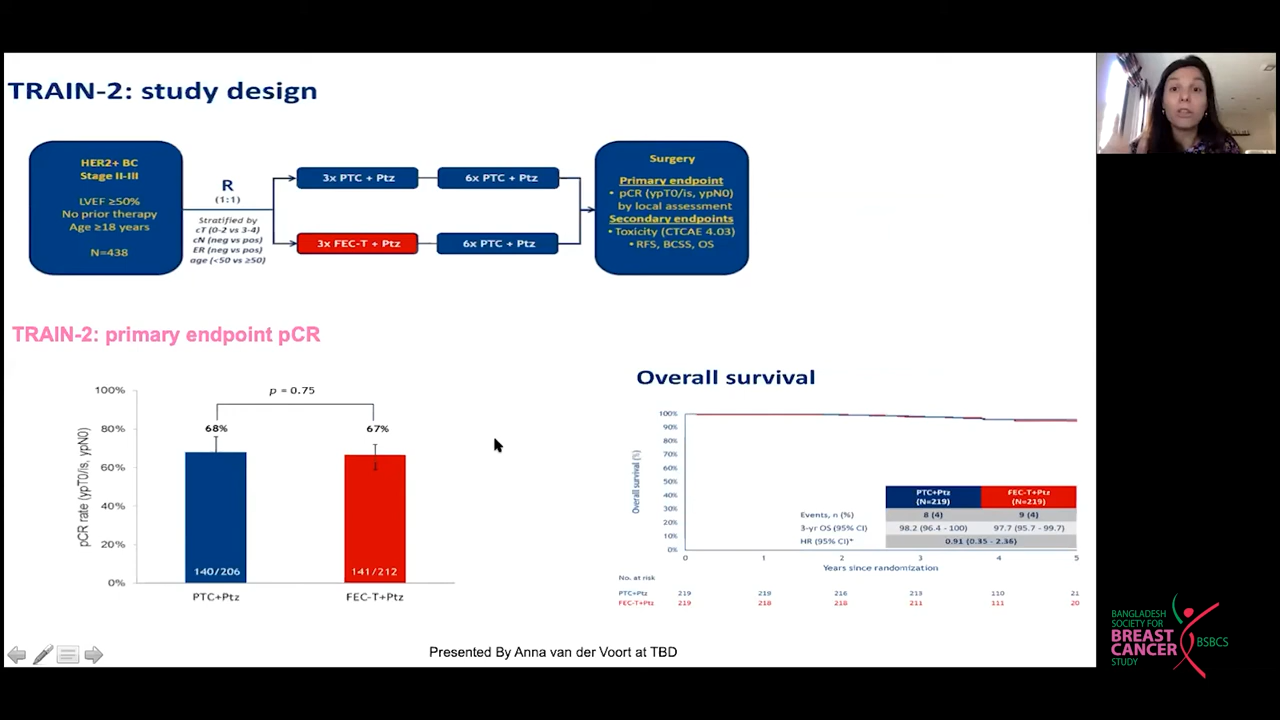 TRAIN-2: study design
HER2+ BC
Stage II-III
LVEF ≥50%
No prior therapy
Age ≥18 years
N=438
R
(1:1)
Stratified by
cT (0-2 vs 3-4)
cN (neg vs pos)
ER (neg vs pos)
age (<50 vs ≥50)
3x PTC + Ptz
6x PTC + Ptz
3x FEC-T + Ptz
6x PTC + Ptz
Surgery
Primary endpoint
• pCR (ypT0/is, ypN0)
by local assessment
Secondary endpoints
• Toxicity (CTCAE 4.03)
• RFS, BCSS, OS
TRAIN-2: primary endpoint pCR
pCR rate (ypT0/is, ypN0)
100%
80%
60%
40%
20%
0%
p = 0.75
68%
67%
140/206
141/212
PTC+Ptz
FEC-T+Ptz
Overall survival
Overall survival (%)
100%
90%
80%
70%
60%
50%
40%
30%
20%
10%
0%
PTC+Ptz FEC-T+Ptz
(N=219) (N=219)
Events, n (%) 8 (4) 9 (4)
3-yr OS (95% CI) 98.2 (96.4 - 100) 97.7 (95.7 - 99.7)
HR (95% CI)* 0.91 (0.35 - 2.36)
0 1 2 3 4 5
Years since randomization
No. at risk
PTC+Ptz 219 219 216 213 110 21
FEC-T+Ptz 219 218 218 211 111 20
Presented By Anna van der Voort at TBD
BANGLADESH
SOCIETY FOR
BREAST
CANCER
STUDY
BSBCS